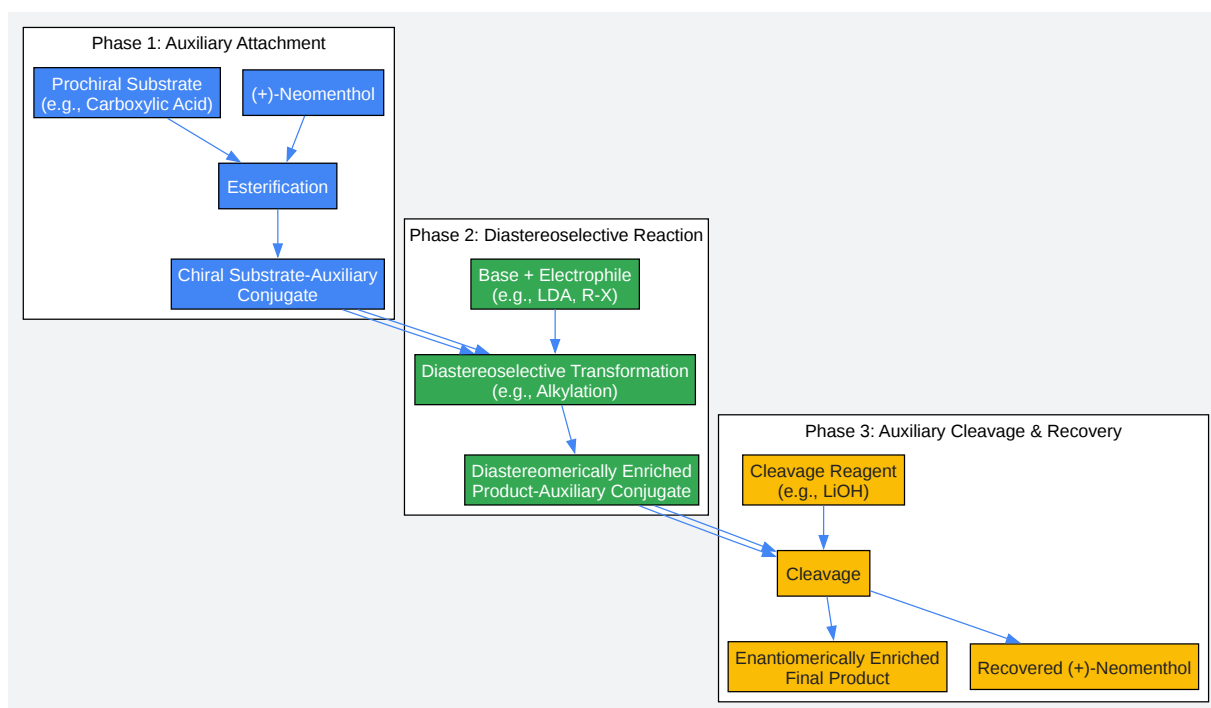 Phase 1: Auxiliary Attachment
Prochiral Substrate
(e.g., Carboxylic Acid)
(+)-Neomenthol
Esterification
Chiral Substrate-Auxiliary
Conjugate
Phase 2: Diastereoselective Reaction
Base + Electrophile
(e.g., LDA, R-X)
Diastereoselective Transformation
(e.g., Alkylation)
Diastereomerically Enriched
Product-Auxiliary Conjugate
Phase 3: Auxiliary Cleavage & Recovery
Cleavage Reagent
(e.g., LiOH)
Cleavage
Enantiomerically Enriched
Final Product
Recovered (+)-Neomenthol